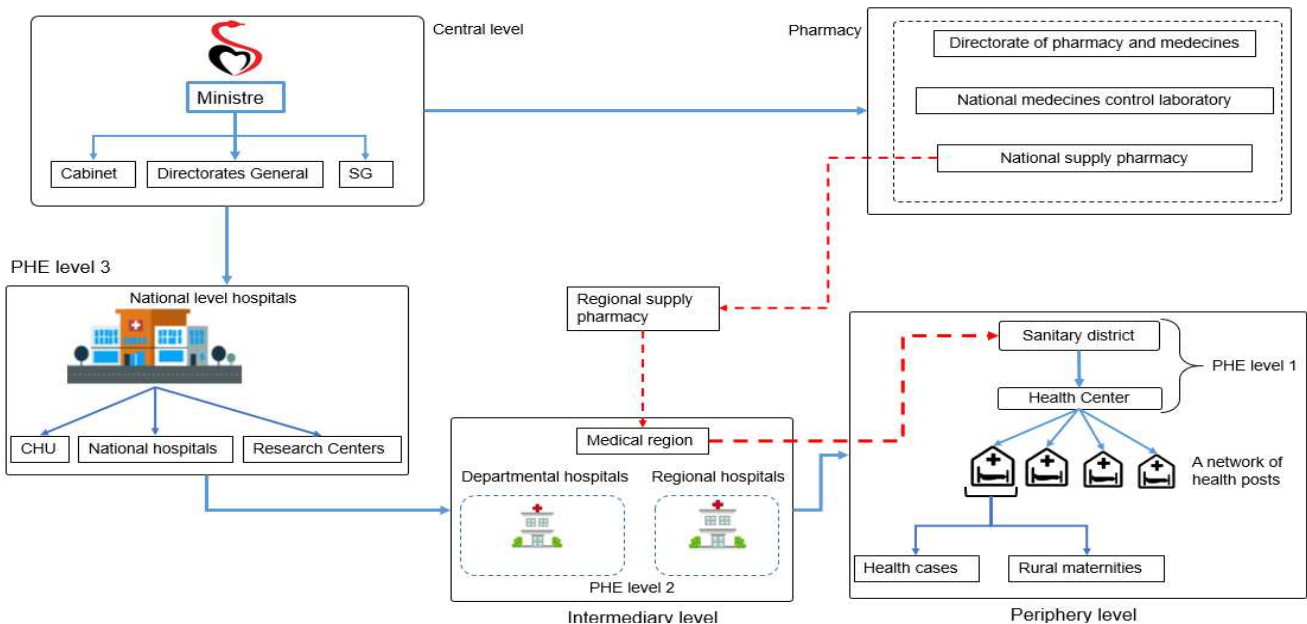 Central level
Ministre
Cabinet
Directorates General
SG
Pharmacy
Directorate of pharmacy and medecines
National medecines control laboratory
National supply pharmacy
PHE level 3
National level hospitals
CHU
National hospitals
Research Centers
Regional supply
pharmacy
Medical region
Departmental hospitals
Regional hospitals
PHE level 2
Intermediary level
Sanitary district
PHE level 1
Health Center
A network of
health posts
Health cases
Rural maternities
Periphery level